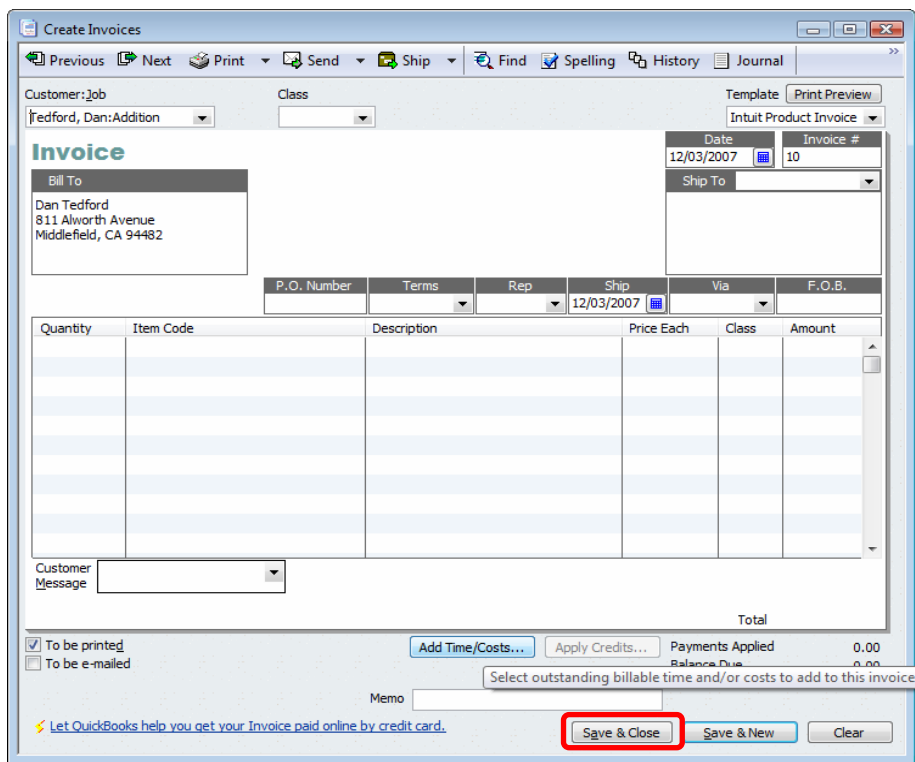 Create Invoices
Previous Next Print Send Ship Find Spelling History Journal
Customer:Job Class Template Print Preview
Tedford, Dan:Addition Intuit Product Invoice
Invoice
Date Invoice #
12/03/2007 10
Bill To Ship To
Dan Tedford
811 Alworth Avenue
Middlefield, CA 94482
P.O. Number Terms Rep Ship Via F.O.B.
12/03/2007
Quantity Item Code Description Price Each Class Amount
Customer
Message
Total
To be printed Add Time/Costs... Apply Credits... Payments Applied 0.00
To be e-mailed Balance Due 0.00
Select outstanding billable time and/or costs to add to this invoice
Memo
Let QuickBooks help you get your Invoice paid online by credit card.
Save & Close Save & New Clear